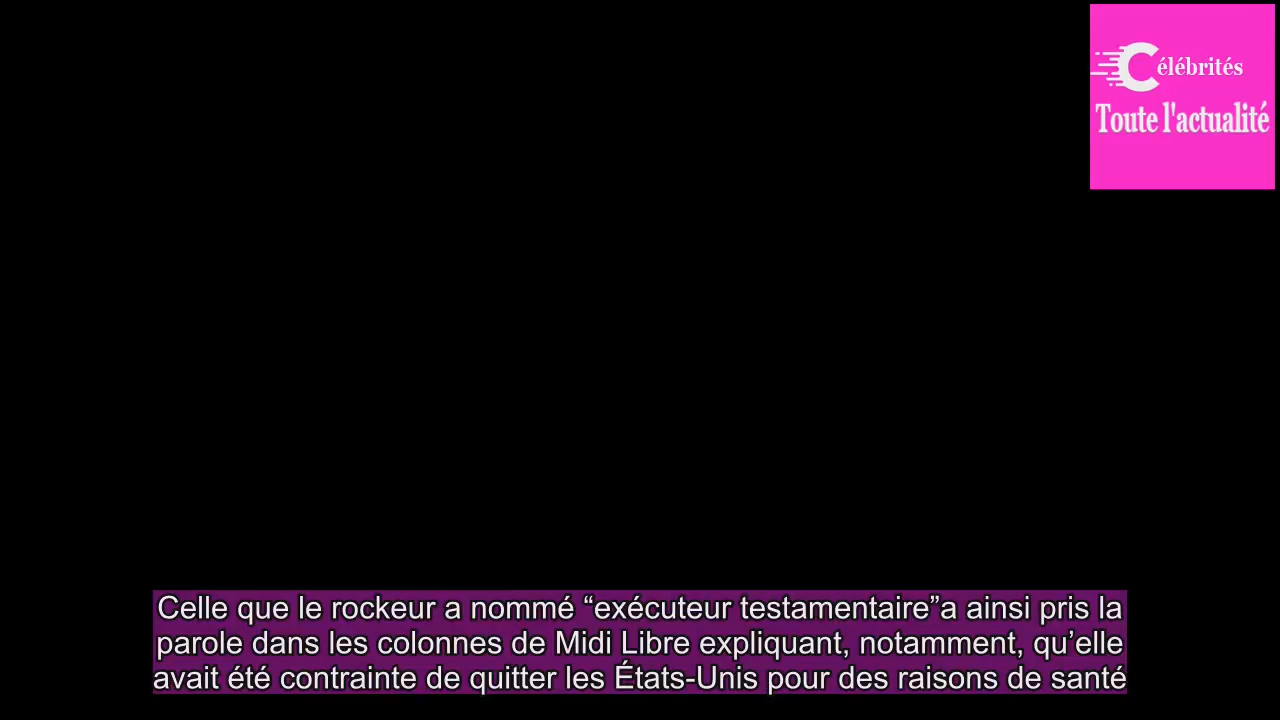 Célébrités
Toute l'actualité
Celle que le rockeur a nommé “exécuteur testamentaire”a ainsi pris la
parole dans les colonnes de Midi Libre expliquant, notamment, qu’elle
avait été contrainte de quitter les États-Unis pour des raisons de santé